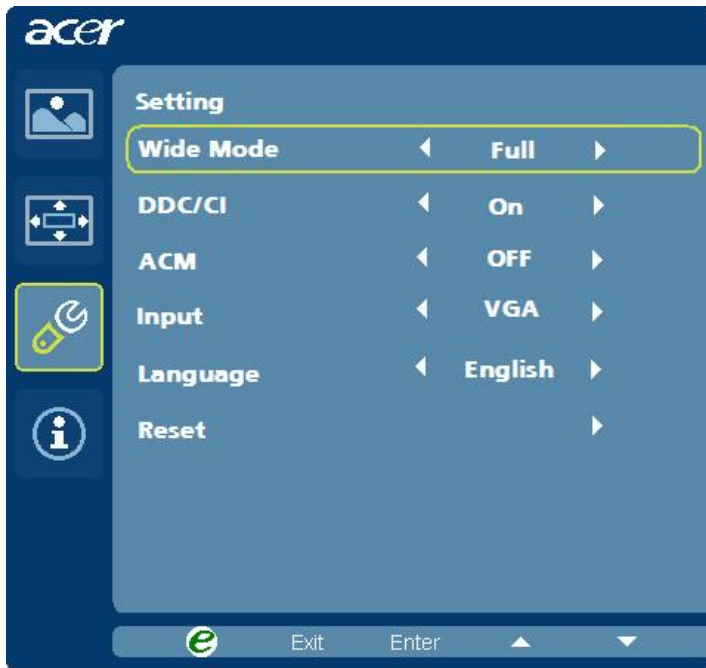 acer
Setting
Wide Mode Full
DDC/CI On
ACM OFF
Input VGA
Language English
Reset
e Exit Enter